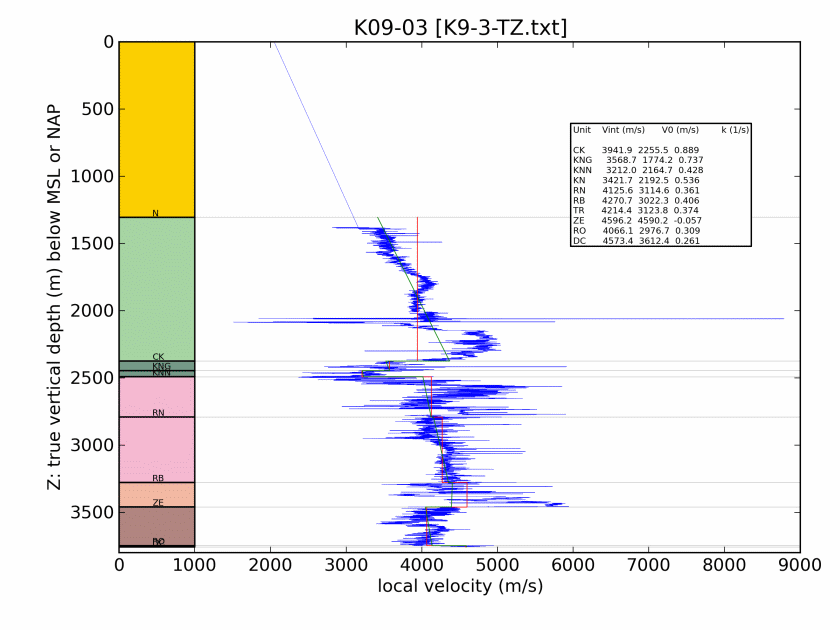 K09-03 [K9-3-TZ.txt]
Z: true vertical depth (m) below MSL or NAP
0
500
1000
1500
2000
2500
3000
3500
N
CK
KNG
KNN
RN
RB
ZE
Unit Vint (m/s) V0 (m/s) k (1/s)
CK 3941.9 2255.5 0.889
KNG 3568.7 1774.2 0.737
KNN 3212.0 2164.7 0.428
KN 3421.7 2192.5 0.536
RN 4125.6 3114.6 0.361
RB 4270.7 3022.3 0.406
TR 4214.4 3123.8 0.374
ZE 4596.2 4590.2 -0.057
RO 4066.1 2976.7 0.309
DC 4573.4 3612.4 0.261
0 1000 2000 3000 4000 5000 6000 7000 8000 9000
local velocity (m/s)